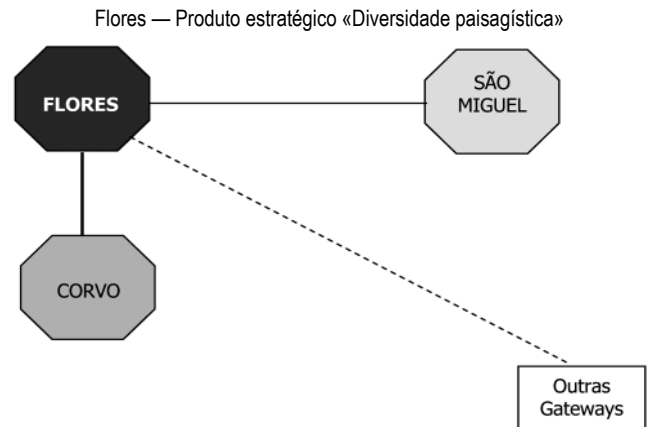 Flores — Produto estratégico «Diversidade paisagística»
FLORES
SÃO
MIGUEL
CORVO
Outras
Gateways